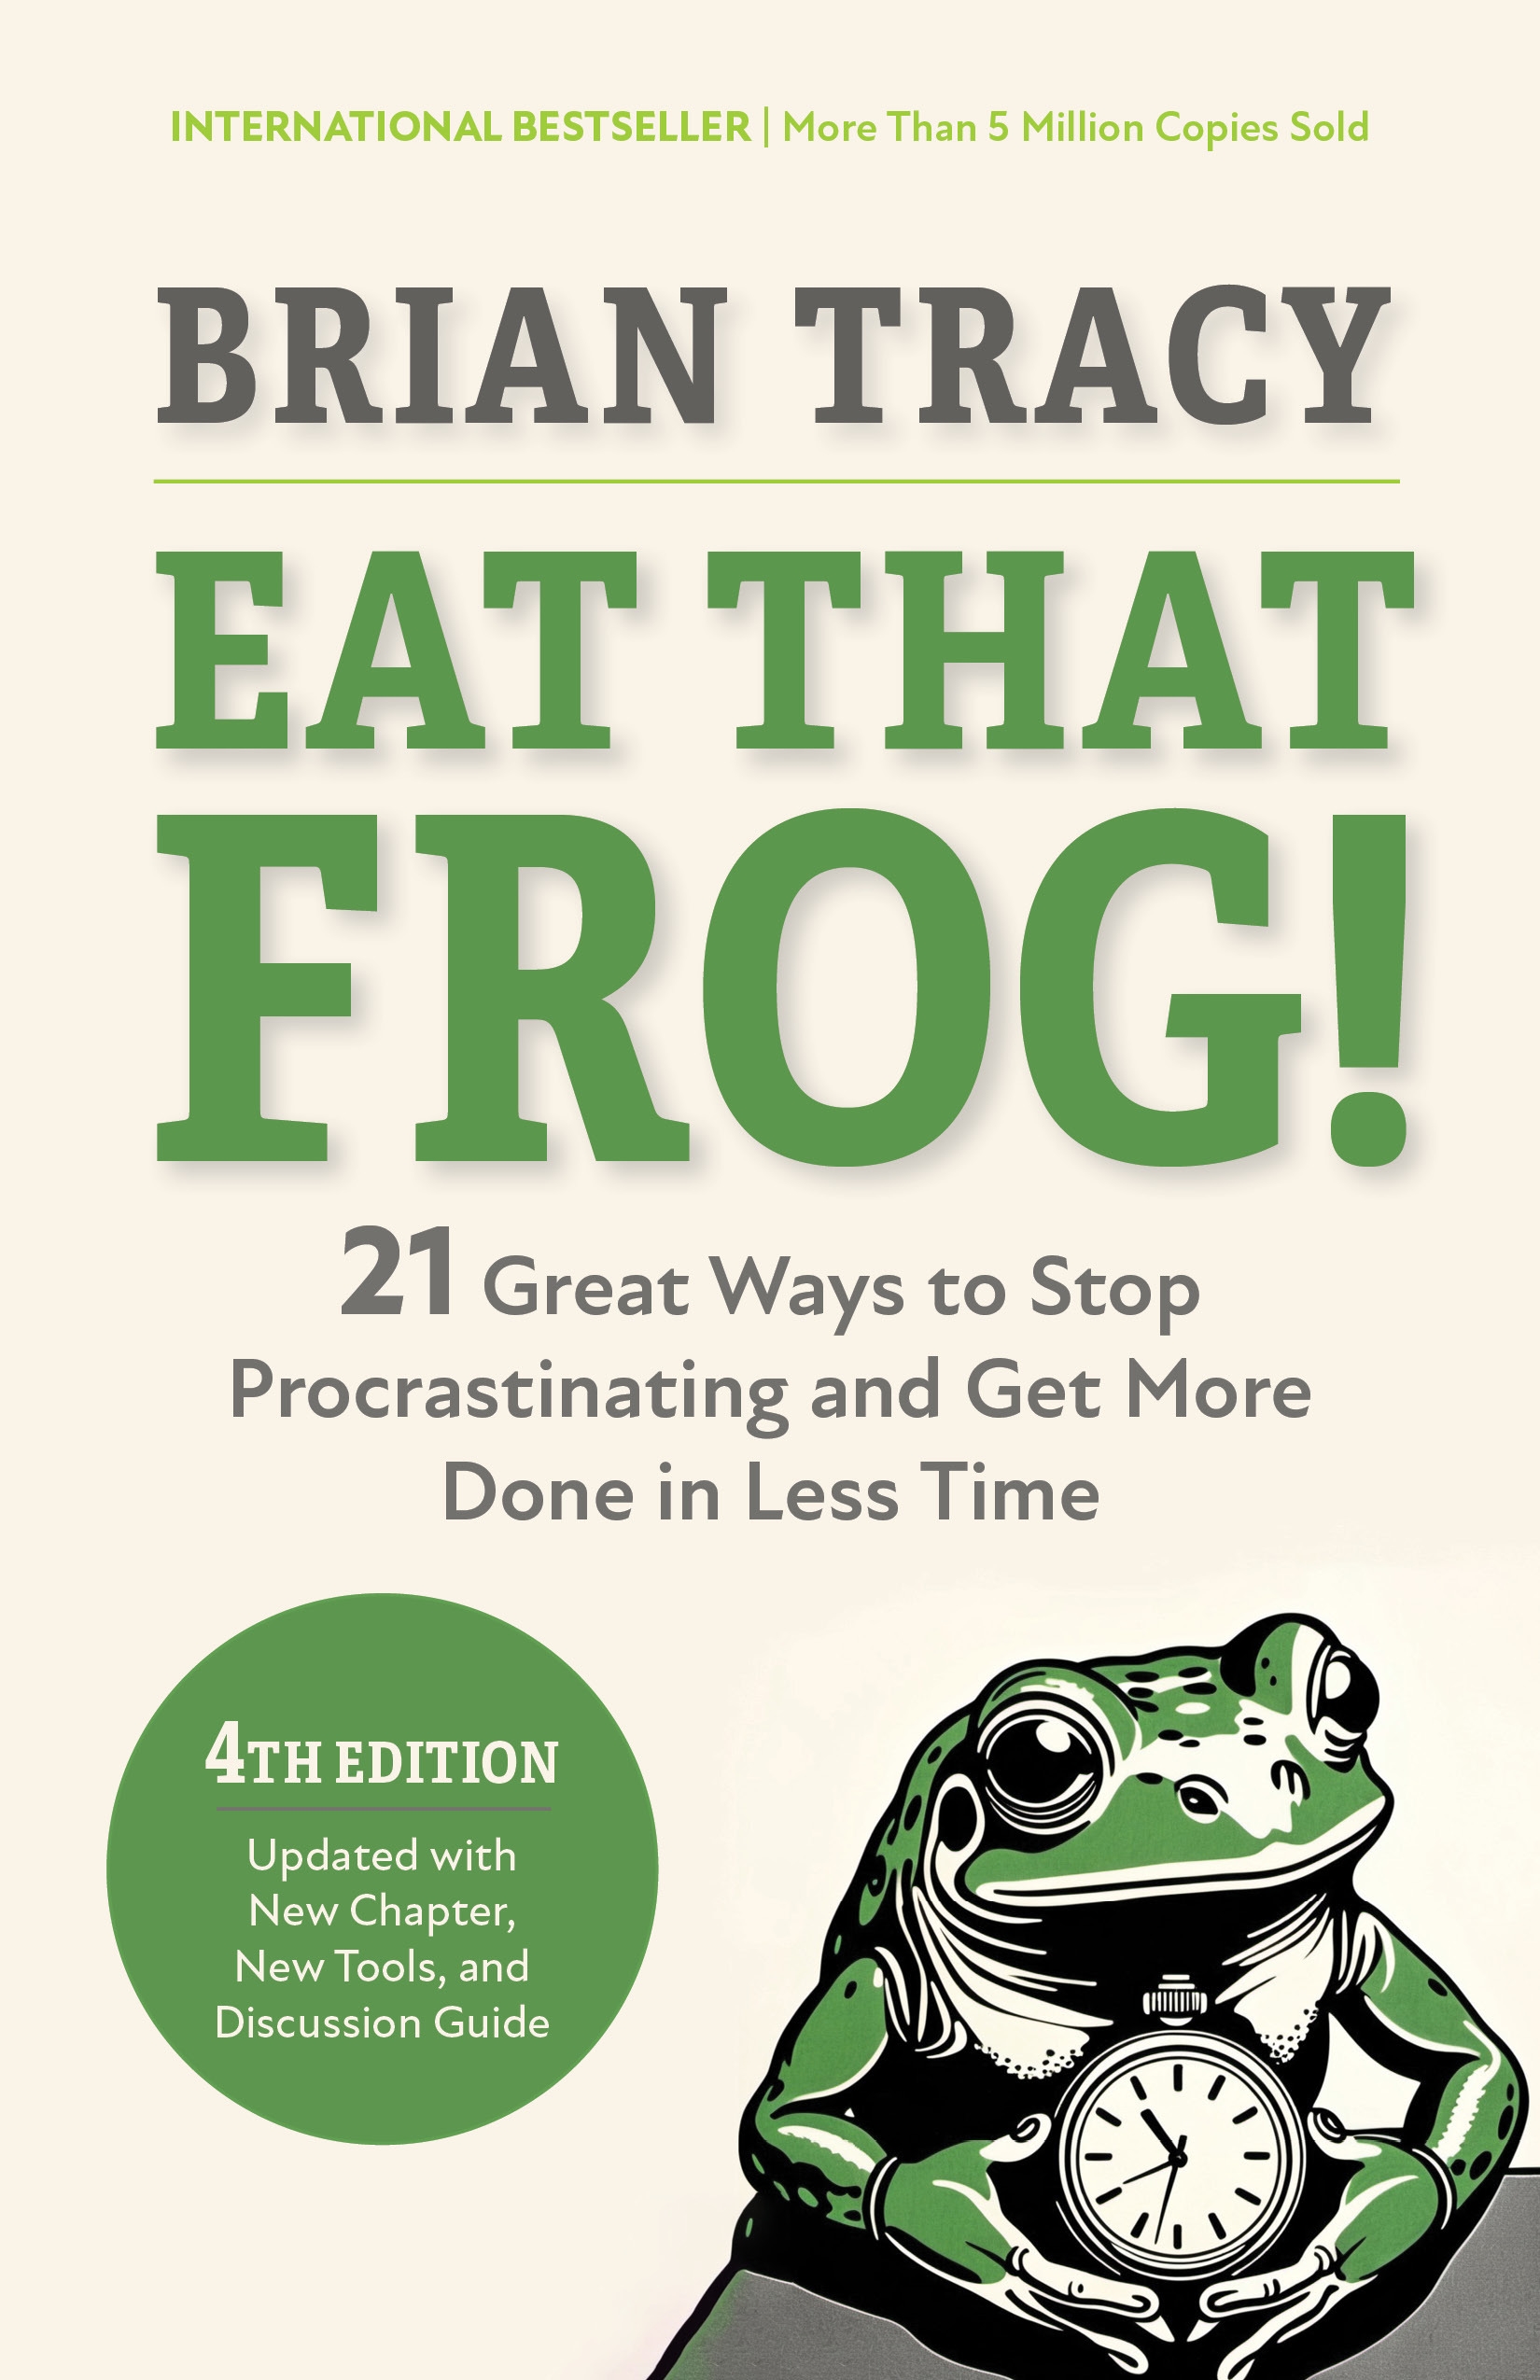 INTERNATIONAL BESTSELLER | More Than 5 Million Copies Sold
BRIAN TRACY
EAT THAT
FROG!
21 Great Ways to Stop
Procrastinating and Get More
Done in Less Time
4TH EDITION
Updated with
New Chapter,
New Tools, and
Discussion Guide